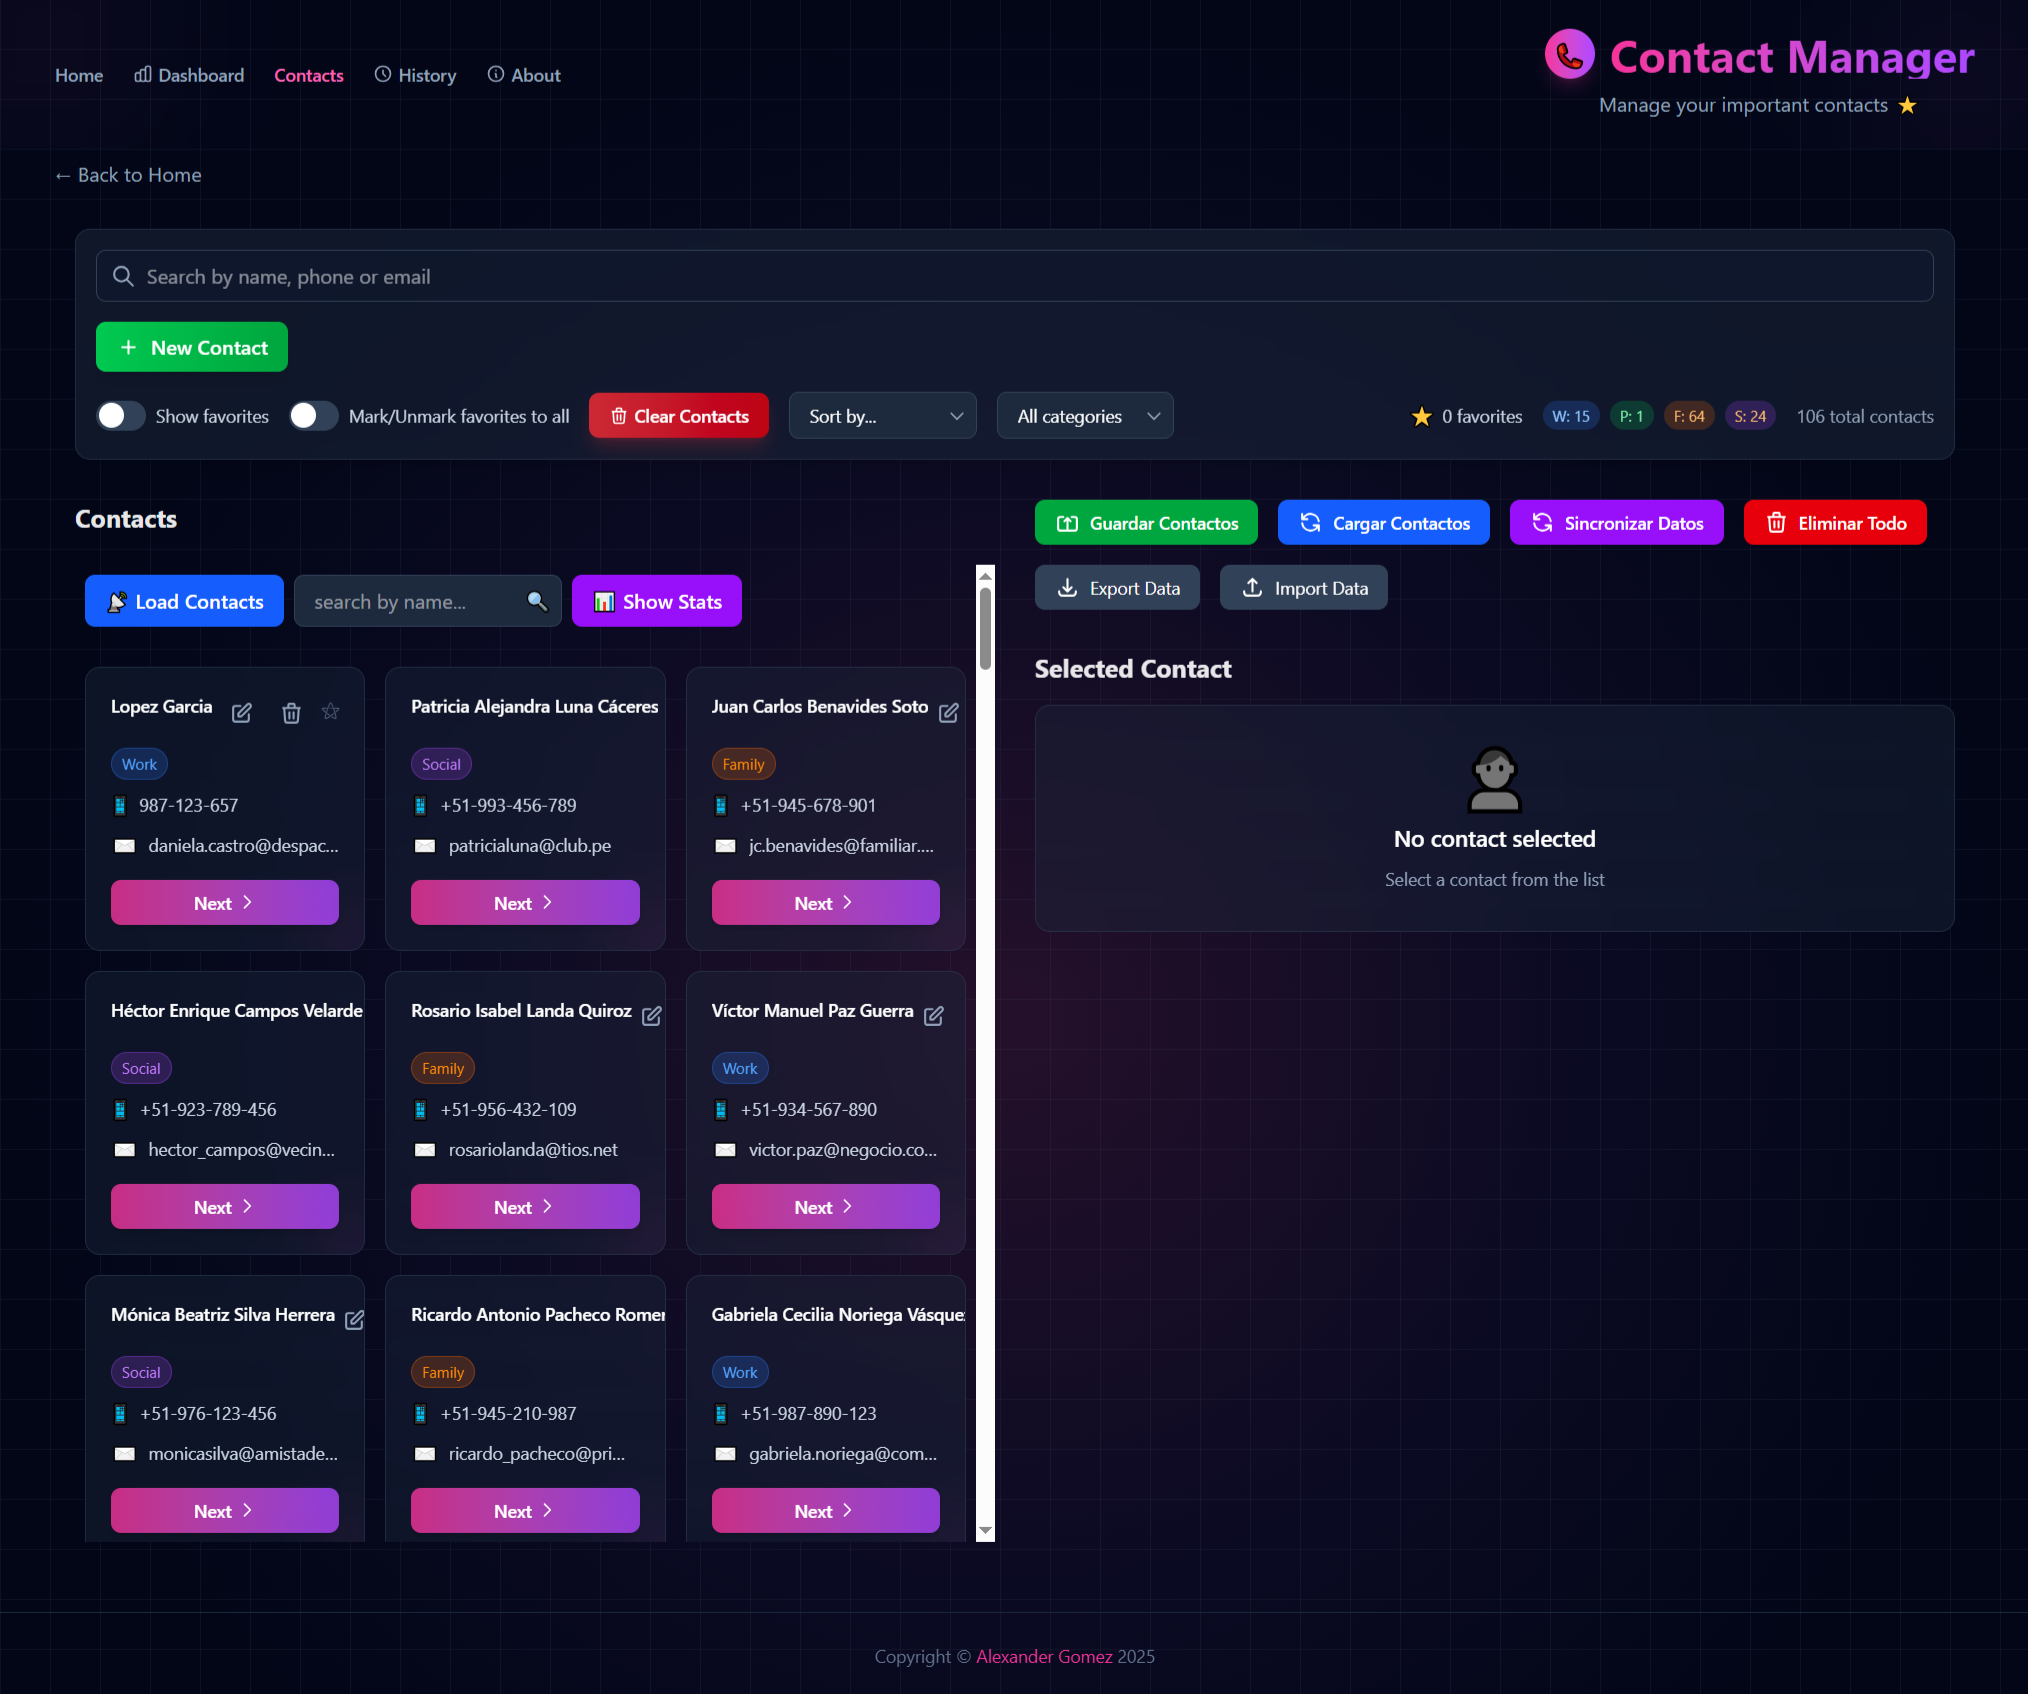 Home
Dashboard
Contacts
History
About
Contact Manager
Manage your important contacts
← Back to Home
Search by name, phone or email
+ New Contact
Show favorites
Mark/Unmark favorites to all
Clear Contacts
Sort by...
All categories
0 favorites
W: 15
P: 1
F: 64
S: 24
106 total contacts
Contacts
Load Contacts
search by name...
Show Stats
Lopez Garcia
Work
987-123-657
daniela.castro@despac...
Next
Patricia Alejandra Luna Cáceres
Social
+51-993-456-789
patricialuna@club.pe
Next
Juan Carlos Benavides Soto
Family
+51-945-678-901
jc.benavides@familiar....
Next
Héctor Enrique Campos Velarde
Social
+51-923-789-456
hector_campos@vecin...
Next
Rosario Isabel Landa Quiroz
Family
+51-956-432-109
rosariolanda@tios.net
Next
Víctor Manuel Paz Guerra
Work
+51-934-567-890
victor.paz@negocio.co...
Next
Mónica Beatriz Silva Herrera
Social
+51-976-123-456
monicasilva@amistade...
Next
Ricardo Antonio Pacheco Romer
Family
+51-945-210-987
ricardo_pacheco@pri...
Next
Gabriela Cecilia Noriega Vásquez
Work
+51-987-890-123
gabriela.noriega@com...
Next
Guardar Contactos
Cargar Contactos
Sincronizar Datos
Eliminar Todo
Export Data
Import Data
Selected Contact
No contact selected
Select a contact from the list
Copyright © Alexander Gomez 2025